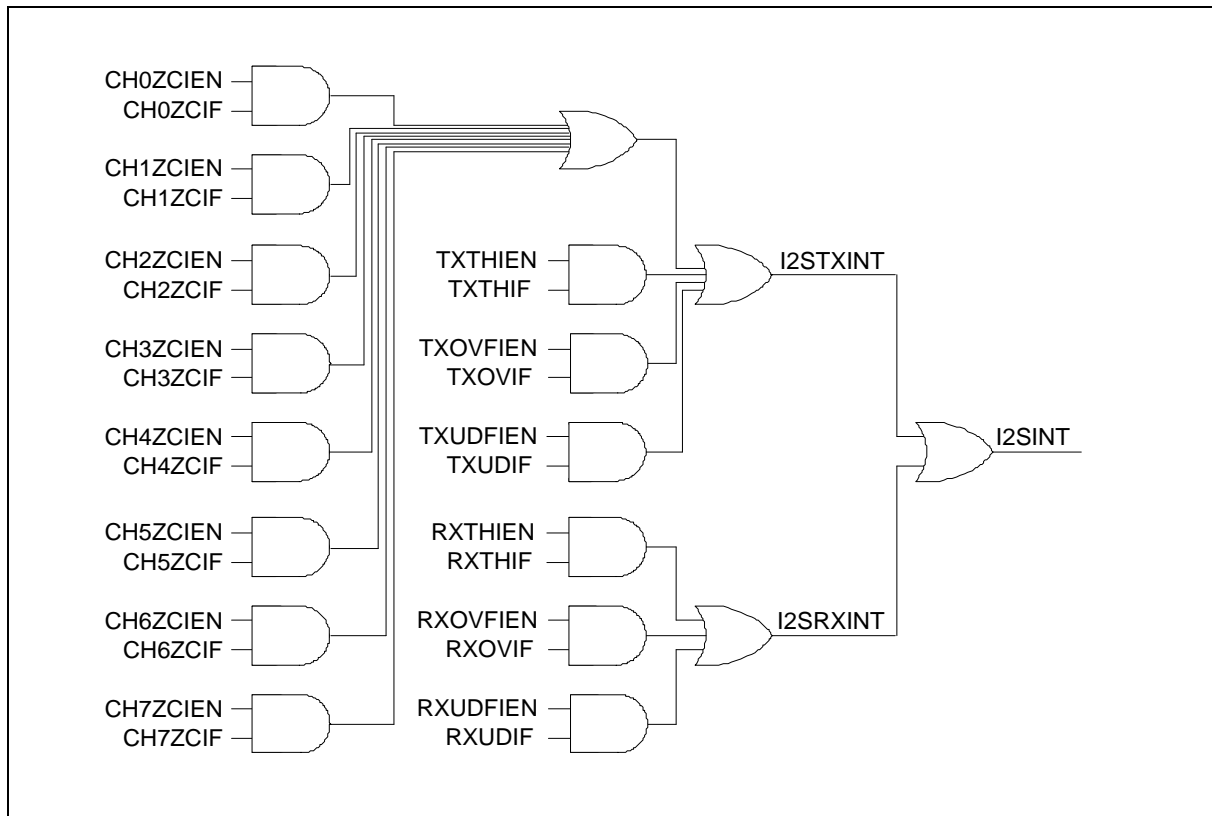 CH0ZCIEN
CH0ZCIF
CH1ZCIEN
CH1ZCIF
CH2ZCIEN
CH2ZCIF
CH3ZCIEN
CH3ZCIF
CH4ZCIEN
CH4ZCIF
CH5ZCIEN
CH5ZCIF
CH6ZCIEN
CH6ZCIF
CH7ZCIEN
CH7ZCIF
TXTHIEN
TXTHIF
TXOVFIEN
TXOVIF
TXUDFIEN
TXUDIF
RXTHIEN
RXTHIF
RXOVFIEN
RXOVIF
RXUDFIEN
RXUDIF
I2STXINT
I2SRXINT
I2SINT